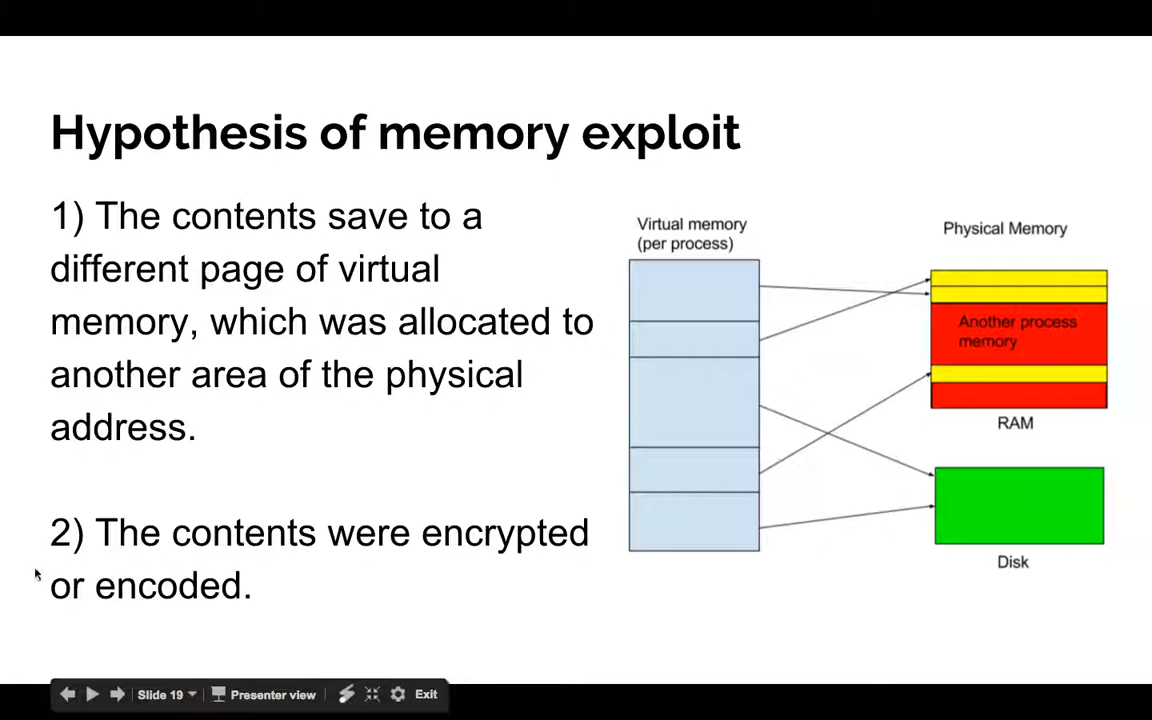 Hypothesis of memory exploit
1) The contents save to a
different page of virtual
memory, which was allocated to
another area of the physical
address.
2) The contents were encrypted
or encoded.
Virtual memory
(per process)
Physical Memory
Another process
memory
RAM
Disk
Slide 19
Presenter view
Exit